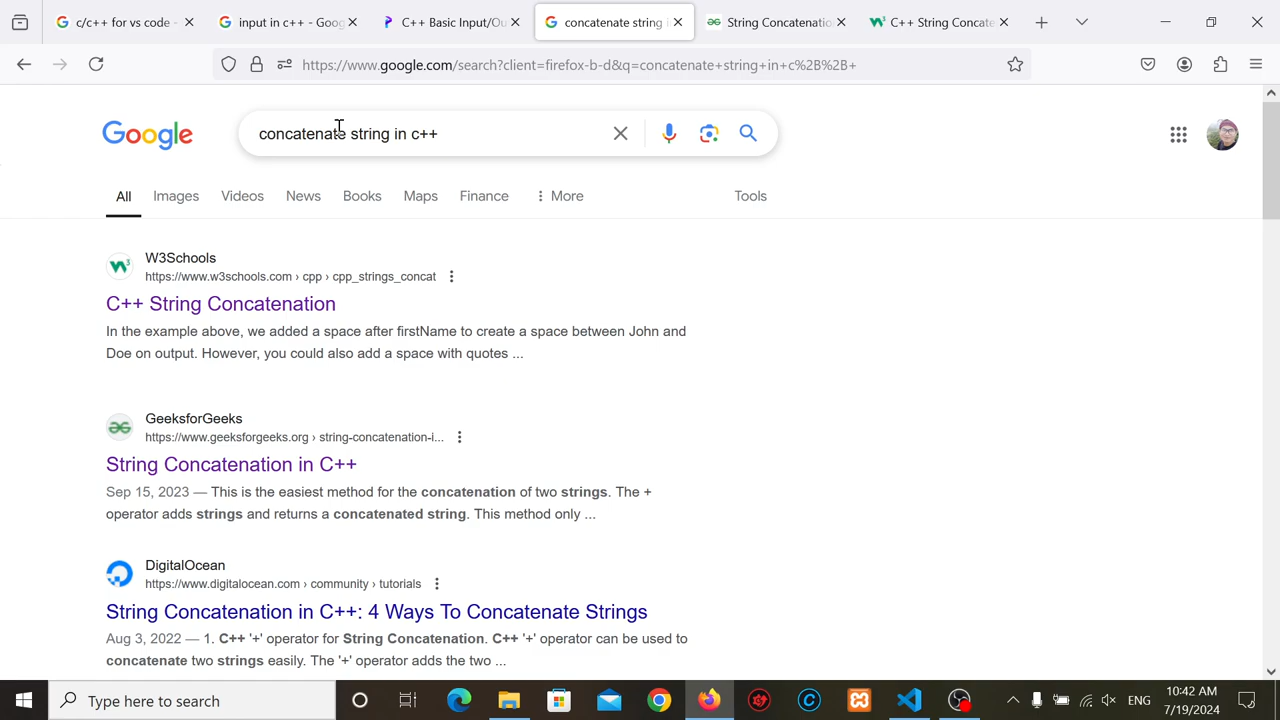 c/c++ for vs code -
input in c++ - Goog
C++ Basic Input/Ou
concatenate string i
String Concatenatio
C++ String Concate
https://www.google.com/search?client=firefox-b-d&q=concatenate+string+in+c%2B%2B+
Google
concatenate string in c++
All
Images
Videos
News
Books
Maps
Finance
More
Tools
W3Schools
https://www.w3schools.com › cpp › cpp_strings_concat
C++ String Concatenation
In the example above, we added a space after firstName to create a space between John and
Doe on output. However, you could also add a space with quotes ...
GeeksforGeeks
https://www.geeksforgeeks.org › string-concatenation-i...
String Concatenation in C++
Sep 15, 2023 — This is the easiest method for the concatenation of two strings. The +
operator adds strings and returns a concatenated string. This method only ...
DigitalOcean
https://www.digitalocean.com › community › tutorials
String Concatenation in C++: 4 Ways To Concatenate Strings
Aug 3, 2022 — 1. C++ '+' operator for String Concatenation. C++ '+' operator can be used to
concatenate two strings easily. The '+' operator adds the two ...
Type here to search
ENG
10:42 AM
7/19/2024